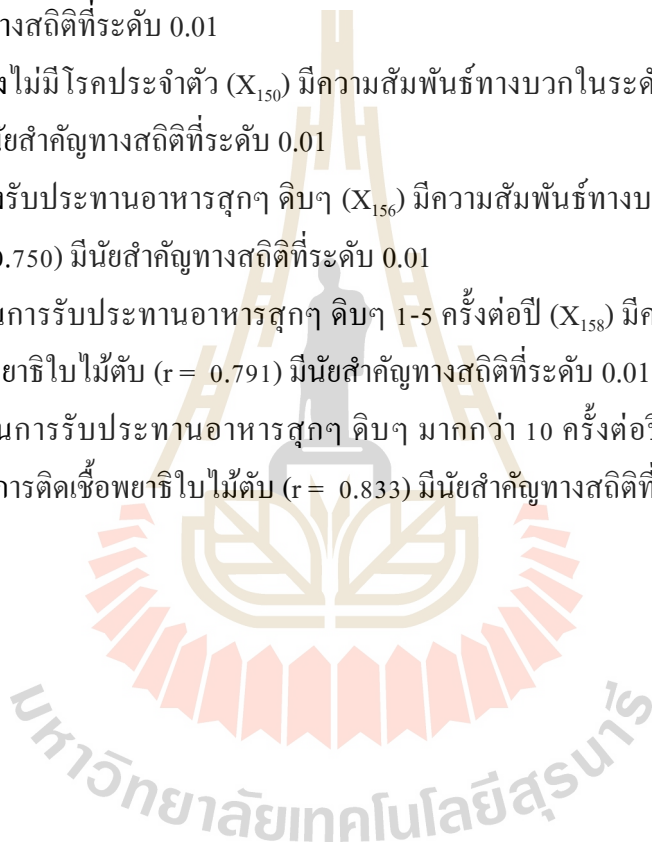 างสถิติที่ระดับ 0.01
ไม่มีโรคประจำตัว (X150) มีความสัมพันธ์ทางบวกในระดั
นัยสำคัญทางสถิติที่ระดับ 0.01
งรับประทานอาหารสุกๆ ดิบๆ (X156) มีความสัมพันธ์ทางบ
0.750) มีนัยสำคัญทางสถิติที่ระดับ 0.01
นการรับประทานอาหารสุกๆ ดิบๆ 1-5 ครั้งต่อปี (X158) มีค
ยาธิใบไม้ตับ (r = 0.791) มีนัยสำคัญทางสถิติที่ระดับ 0.01
นการรับประทานอาหารสุกๆ ดิบๆ มากกว่า 10 ครั้งต่อปี
การติดเชื้อพยาธิใบไม้ตับ (r = 0.833) มีนัยสำคัญทางสถิติที่
มหาวิทยาลัยเทคโนโลยีสุรนารี